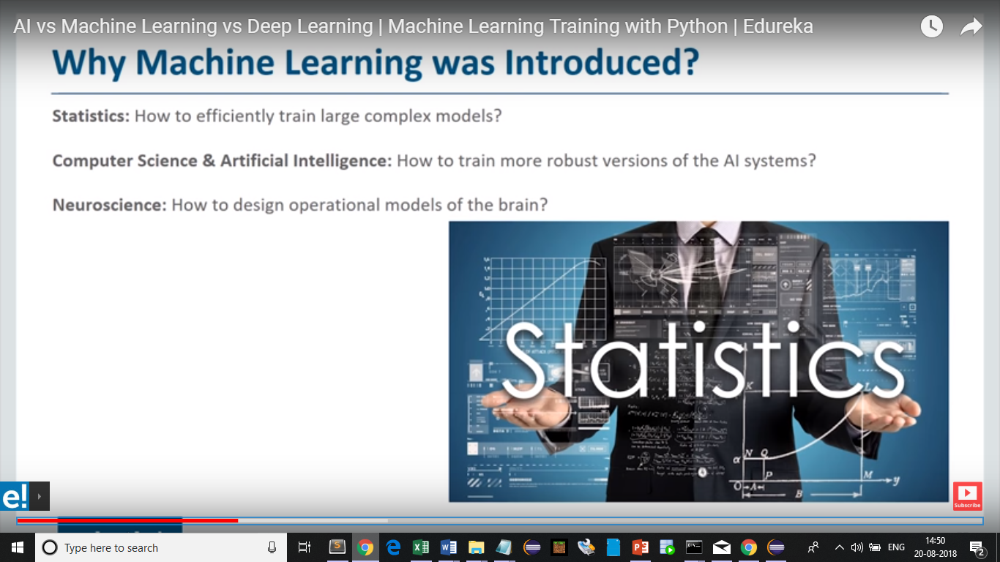 AI vs Machine Learning vs Deep Learning | Machine Learning Training with Python | Edureka
Why Machine Learning was Introduced?
Statistics: How to efficiently train large complex models?
Computer Science & Artificial Intelligence: How to train more robust versions of the AI systems?
Neuroscience: How to design operational models of the brain?
Statistics
K
L
α
N
Q
P
M
y
O
A
B
e!
Subscribe
Type here to search
ENG
14:50
20-08-2018
2